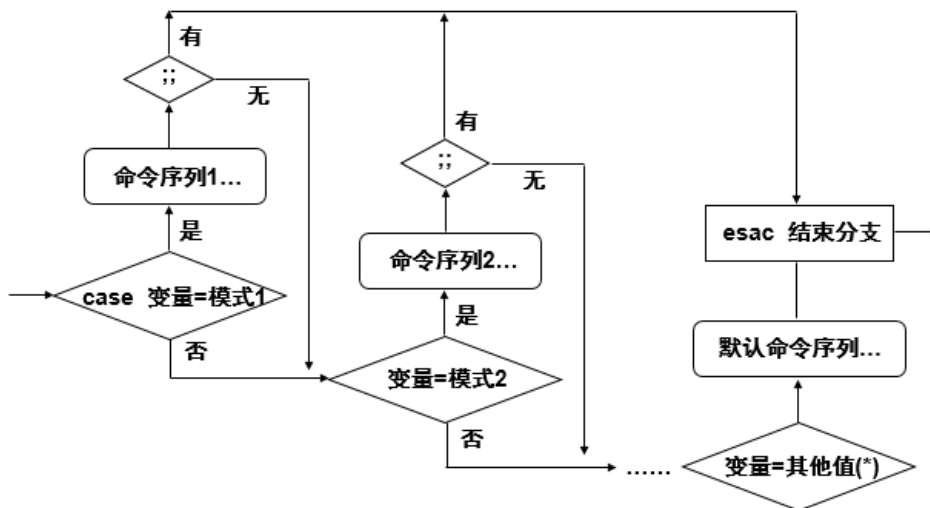 有
;;
无
命令序列1...
是
case 变量=模式1
否
有
;;
无
命令序列2...
是
变量=模式2
否
......
esac 结束分支
默认命令序列...
变量=其他值(*)